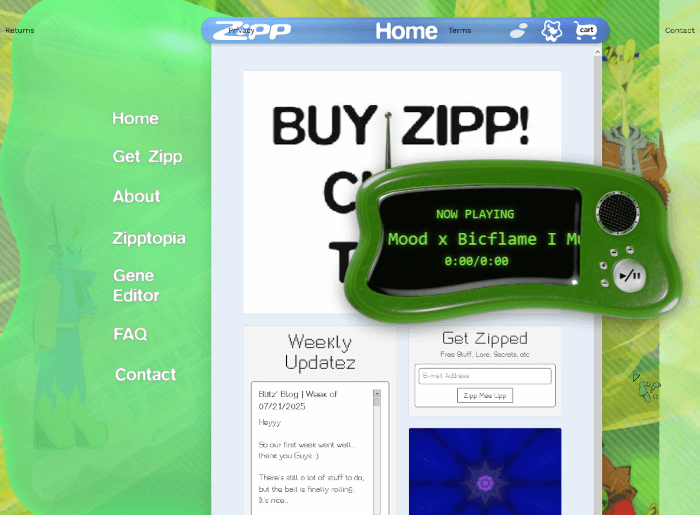 Returns
Zipp
Privacy
Home
Terms
cart
Contact
Home
Get Zipp
About
Zipptopia
Gene
Editor
FAQ
Contact
BUY ZIPP!
NOW PLAYING
Mood x Bicflame I Mu
0:00/0:00
Weekly
Updatez
Blitz' Blog | Week of
07/21/2025
Heyyy
So our first week went well..
thank you Guys :)
There's still a lot of stuff to do,
but the ball is finally rolling.
It's nice..
Get Zipped
Free Stuff, Lore, Secrets, etc
E-mail Address
Zipp Mee Upp